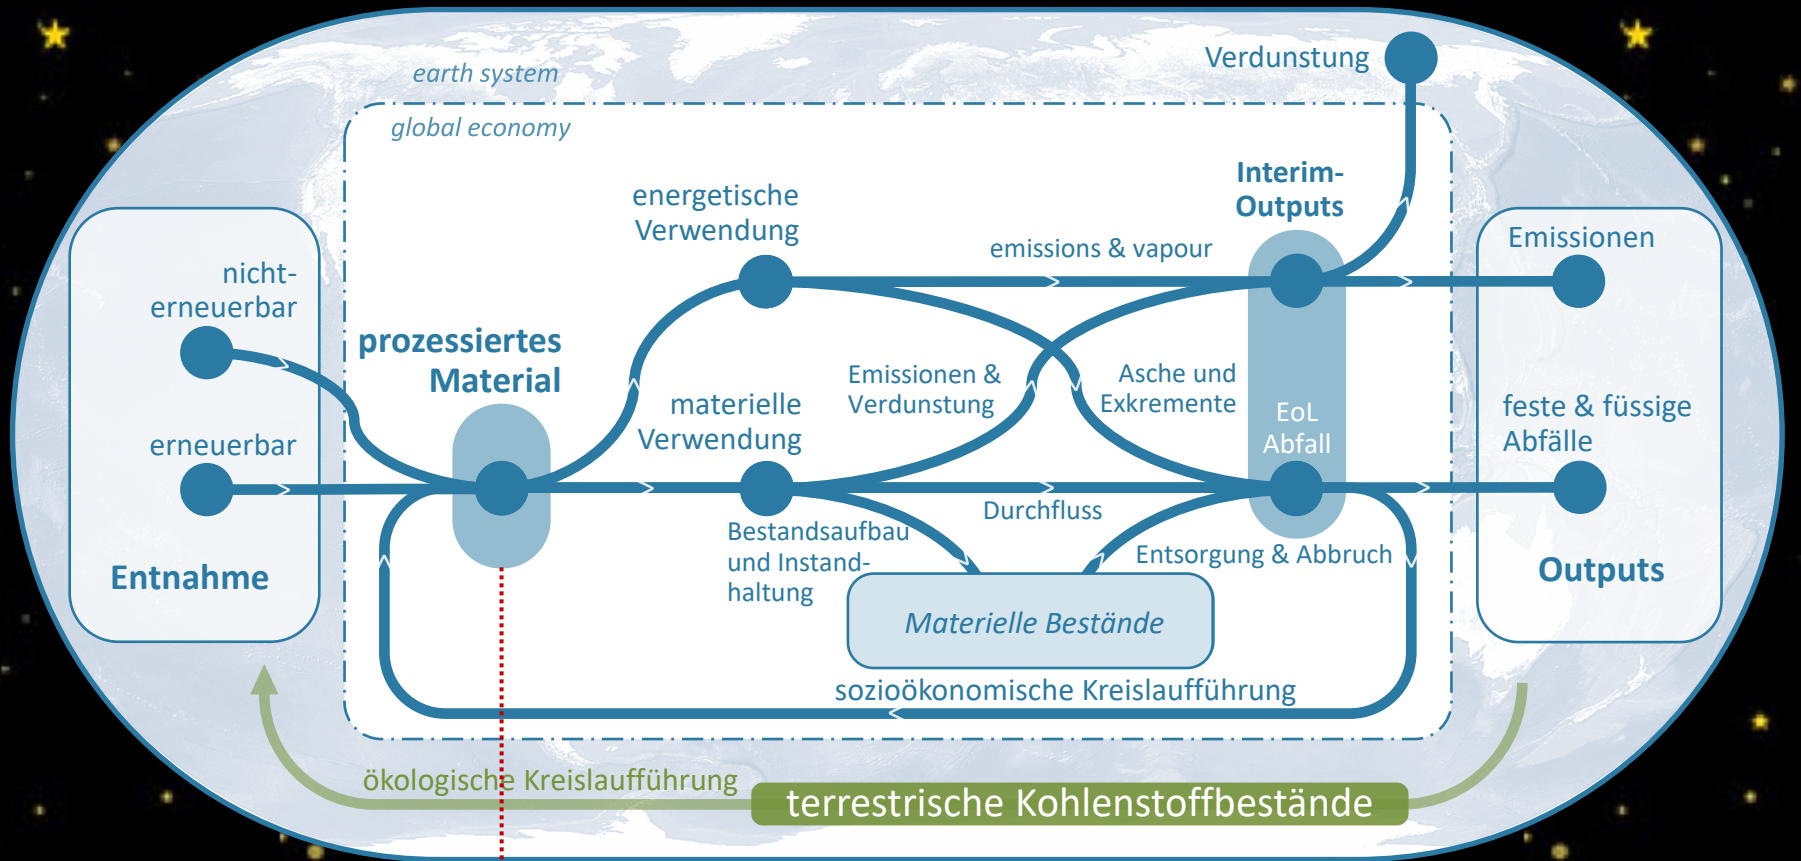 earth system
global economy
Verdunstung
energetische
Verwendung
Interim-
Outputs
emissions & vapour
Emissionen
nicht-
erneuerbar
prozessiertes
Material
erneuerbar
materielle
Verwendung
Emissionen &
Verdunstung
Asche und
Exkremente
EoL
Abfall
feste & füssige
Abfälle
Bestandsaufbau
und Instand-
haltung
Durchfluss
Entsorgung & Abbruch
Entnahme
Outputs
Materielle Bestände
sozioökonomische Kreislaufführung
ökologische Kreislaufführung
terrestrische Kohlenstoffbestände